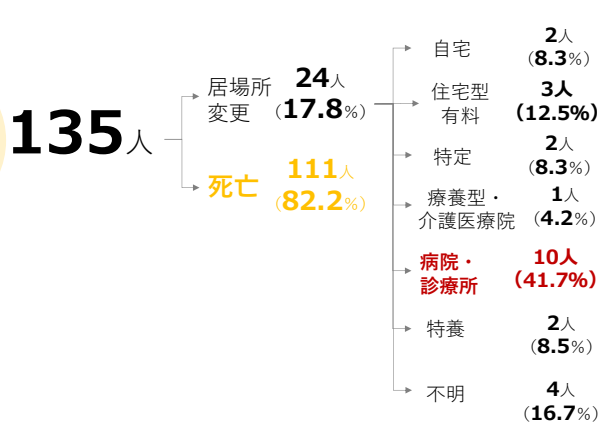 135人
居場所
変更
24人
（17.8%）
死亡
111人
（82.2%）
自宅
2人
（8.3%）
住宅型
有料
3人
（12.5%）
特定
2人
（8.3%）
療養型・
介護医療院
1人
（4.2%）
病院・
診療所
10人
（41.7%）
特養
2人
（8.5%）
不明
4人
（16.7%）